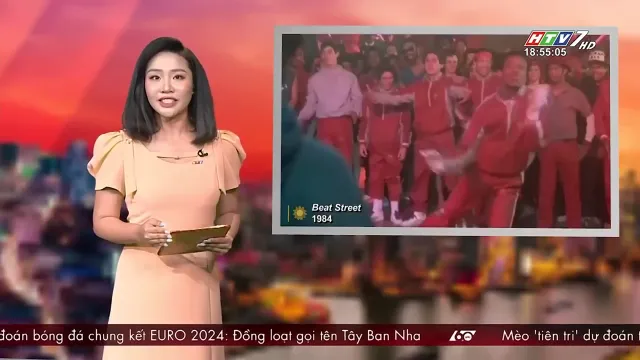 HTV7 HD
18:55:05
Beat Street
1984
đoán bóng đá chung kết EURO 2024: Đồng loạt gọi tên Tây Ban Nha 60 Mèo 'tiên tri' dự đoán